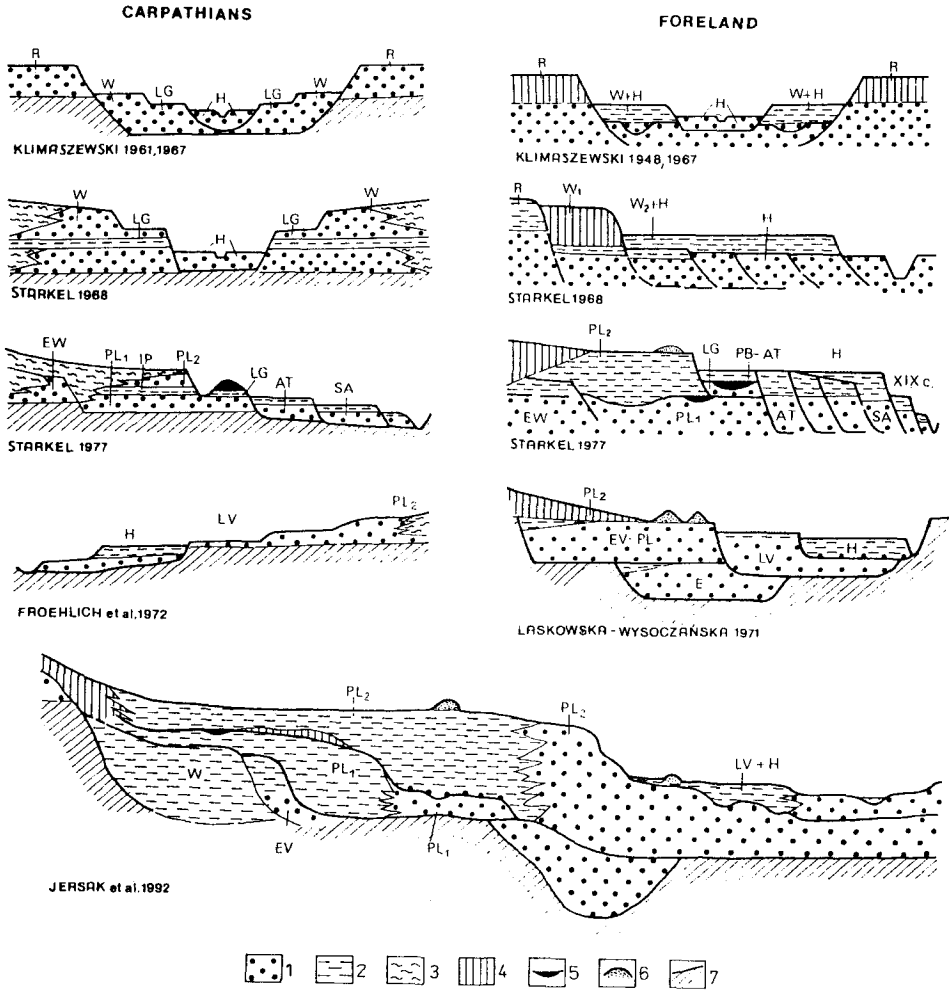 CARPATHIANS
FORELAND
R W LG H LG W R
KLIMASZEWSKI 1961,1967
R W+H H W+H R
KLIMASZEWSKI 1948, 1967
W LG H LG W
STARKEL 1968
R W1 W2+H H
STARKEL 1968
EW PL1 IP PL2 LG AT SA
STARKEL 1977
PL2 LG PB-AT H XIX c.
EW PL1 AT SA
STARKEL 1977
H LV PL2
FROEHLICH et al. 1972
PL2
EV-PL LV H
E
LASKOWSKA-WYSOCZAŃSKA 1971
PL2 PL2
W PL1 LV+H
EV PL1
JERSAK et al. 1992
1 2 3 4 5 6 7